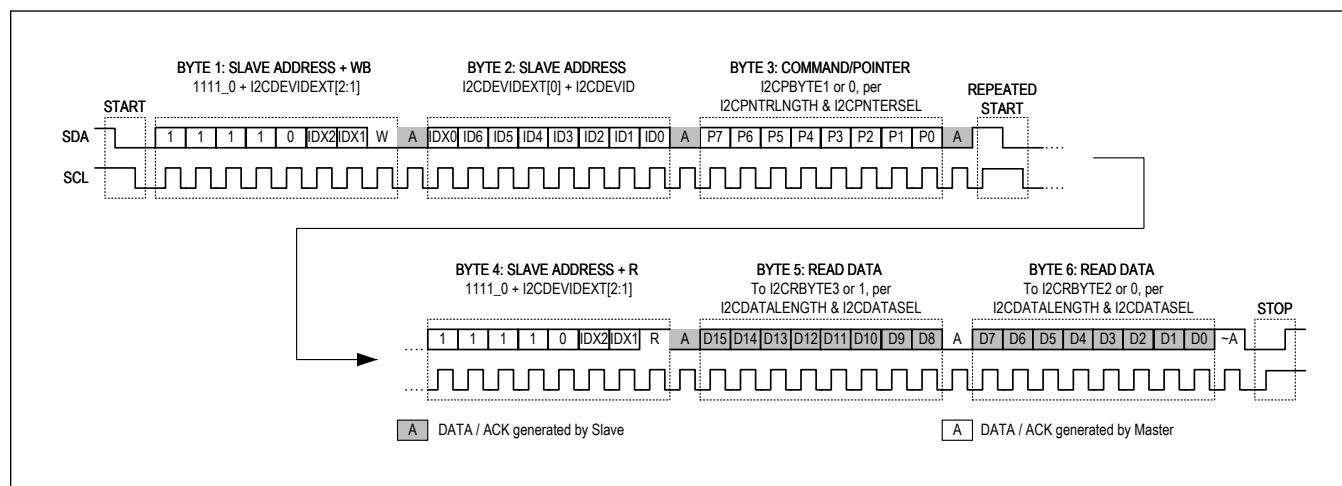 BYTE 1: SLAVE ADDRESS + WB
1111_0 + I2CDEVIDEXT[2:1]
BYTE 2: SLAVE ADDRESS
I2CDEVIDEXT[0] + I2CDEVID
BYTE 3: COMMAND/POINTER
I2CPBYTE1 or 0, per
I2CPNTRLNGTH & I2CPNTERSEL
START
REPEATED
START
SDA 1 1 1 1 0 IDX2 IDX1 W A IDX0 ID6 ID5 ID4 ID3 ID2 ID1 ID0 A P7 P6 P5 P4 P3 P2 P1 P0 A
SCL
BYTE 4: SLAVE ADDRESS + R
1111_0 + I2CDEVIDEXT[2:1]
BYTE 5: READ DATA
To I2CRBYTE3 or 1, per
I2CDATALENGTH & I2CDATASEL
BYTE 6: READ DATA
To I2CRBYTE2 or 0, per
I2CDATALENGTH & I2CDATASEL
STOP
1 1 1 1 0 IDX2 IDX1 R A D15 D14 D13 D12 D11 D10 D9 D8 A D7 D6 D5 D4 D3 D2 D1 D0 ~A
A DATA / ACK generated by Slave
A DATA / ACK generated by Master